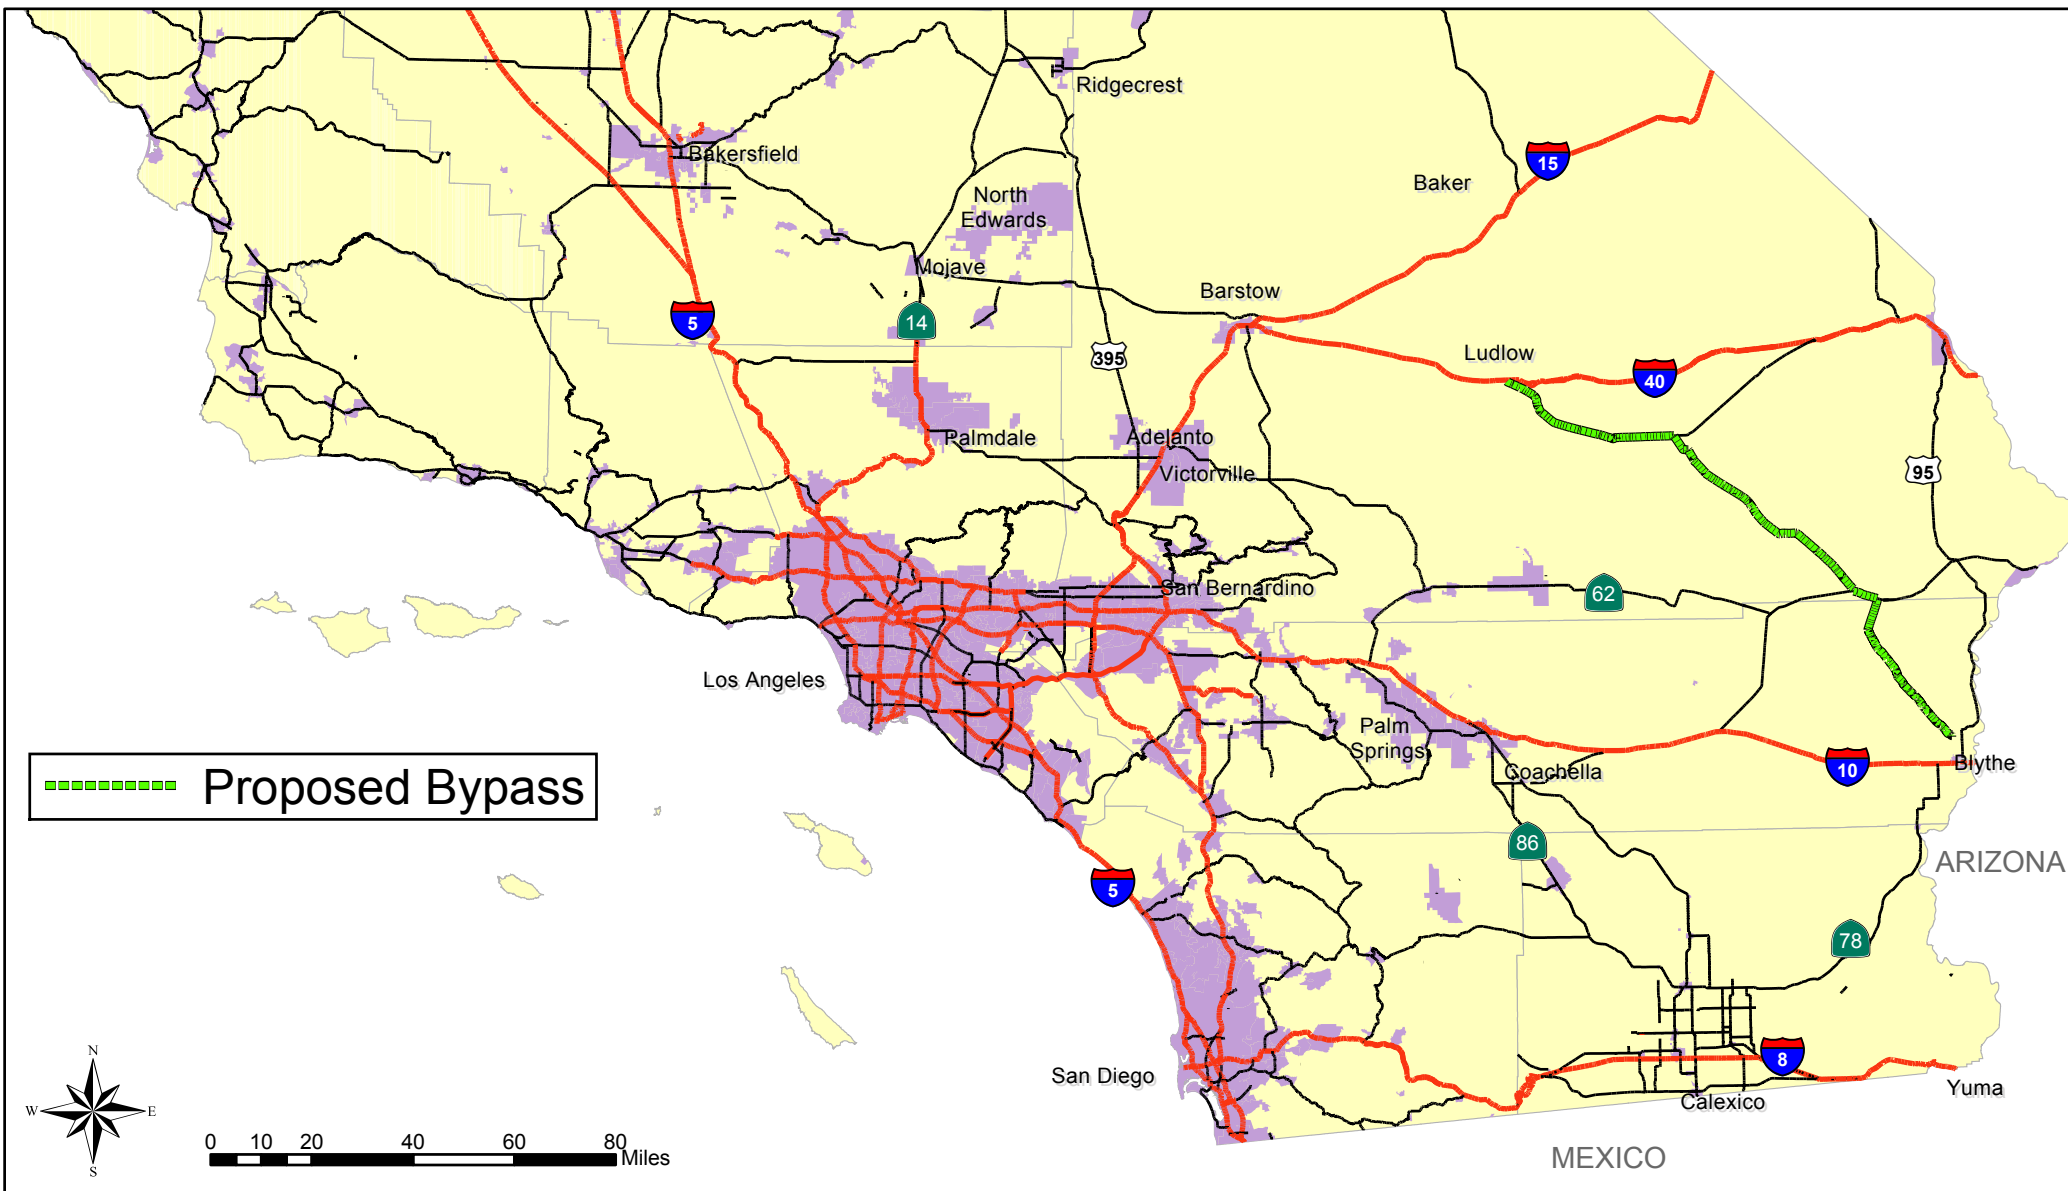 Ridgecrest
Bakersfield
15
Baker
North
Edwards
Mojave
Barstow
5
14
395
Ludlow
40
Palmdale
Adelanto
Victorville
95
San Bernardino
62
Los Angeles
Palm
Springs
Coachella
10
Blythe
Proposed Bypass
86
ARIZONA
5
78
San Diego
8
Yuma
Calexico
MEXICO
N
W
E
S
0 10 20 40 60 80
Miles